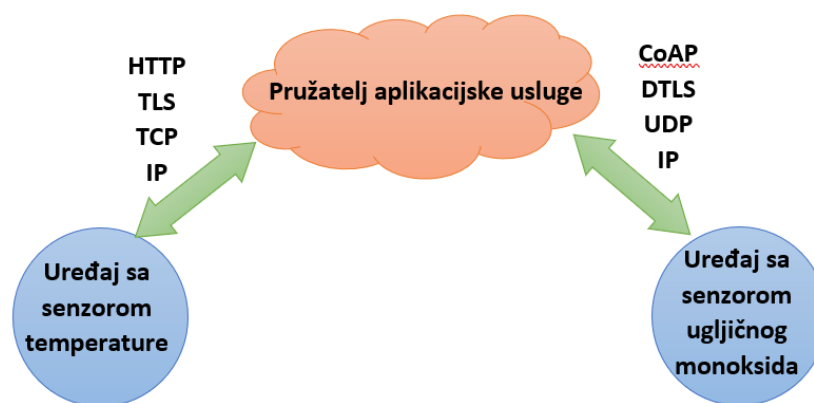 HTTP
TLS
TCP
IP
Pružatelj aplikacijske usluge
CoAP
DTLS
UDP
IP
Uređaj sa
senzorom
temperature
Uređaj sa
senzorom
ugljičnog
monoksida